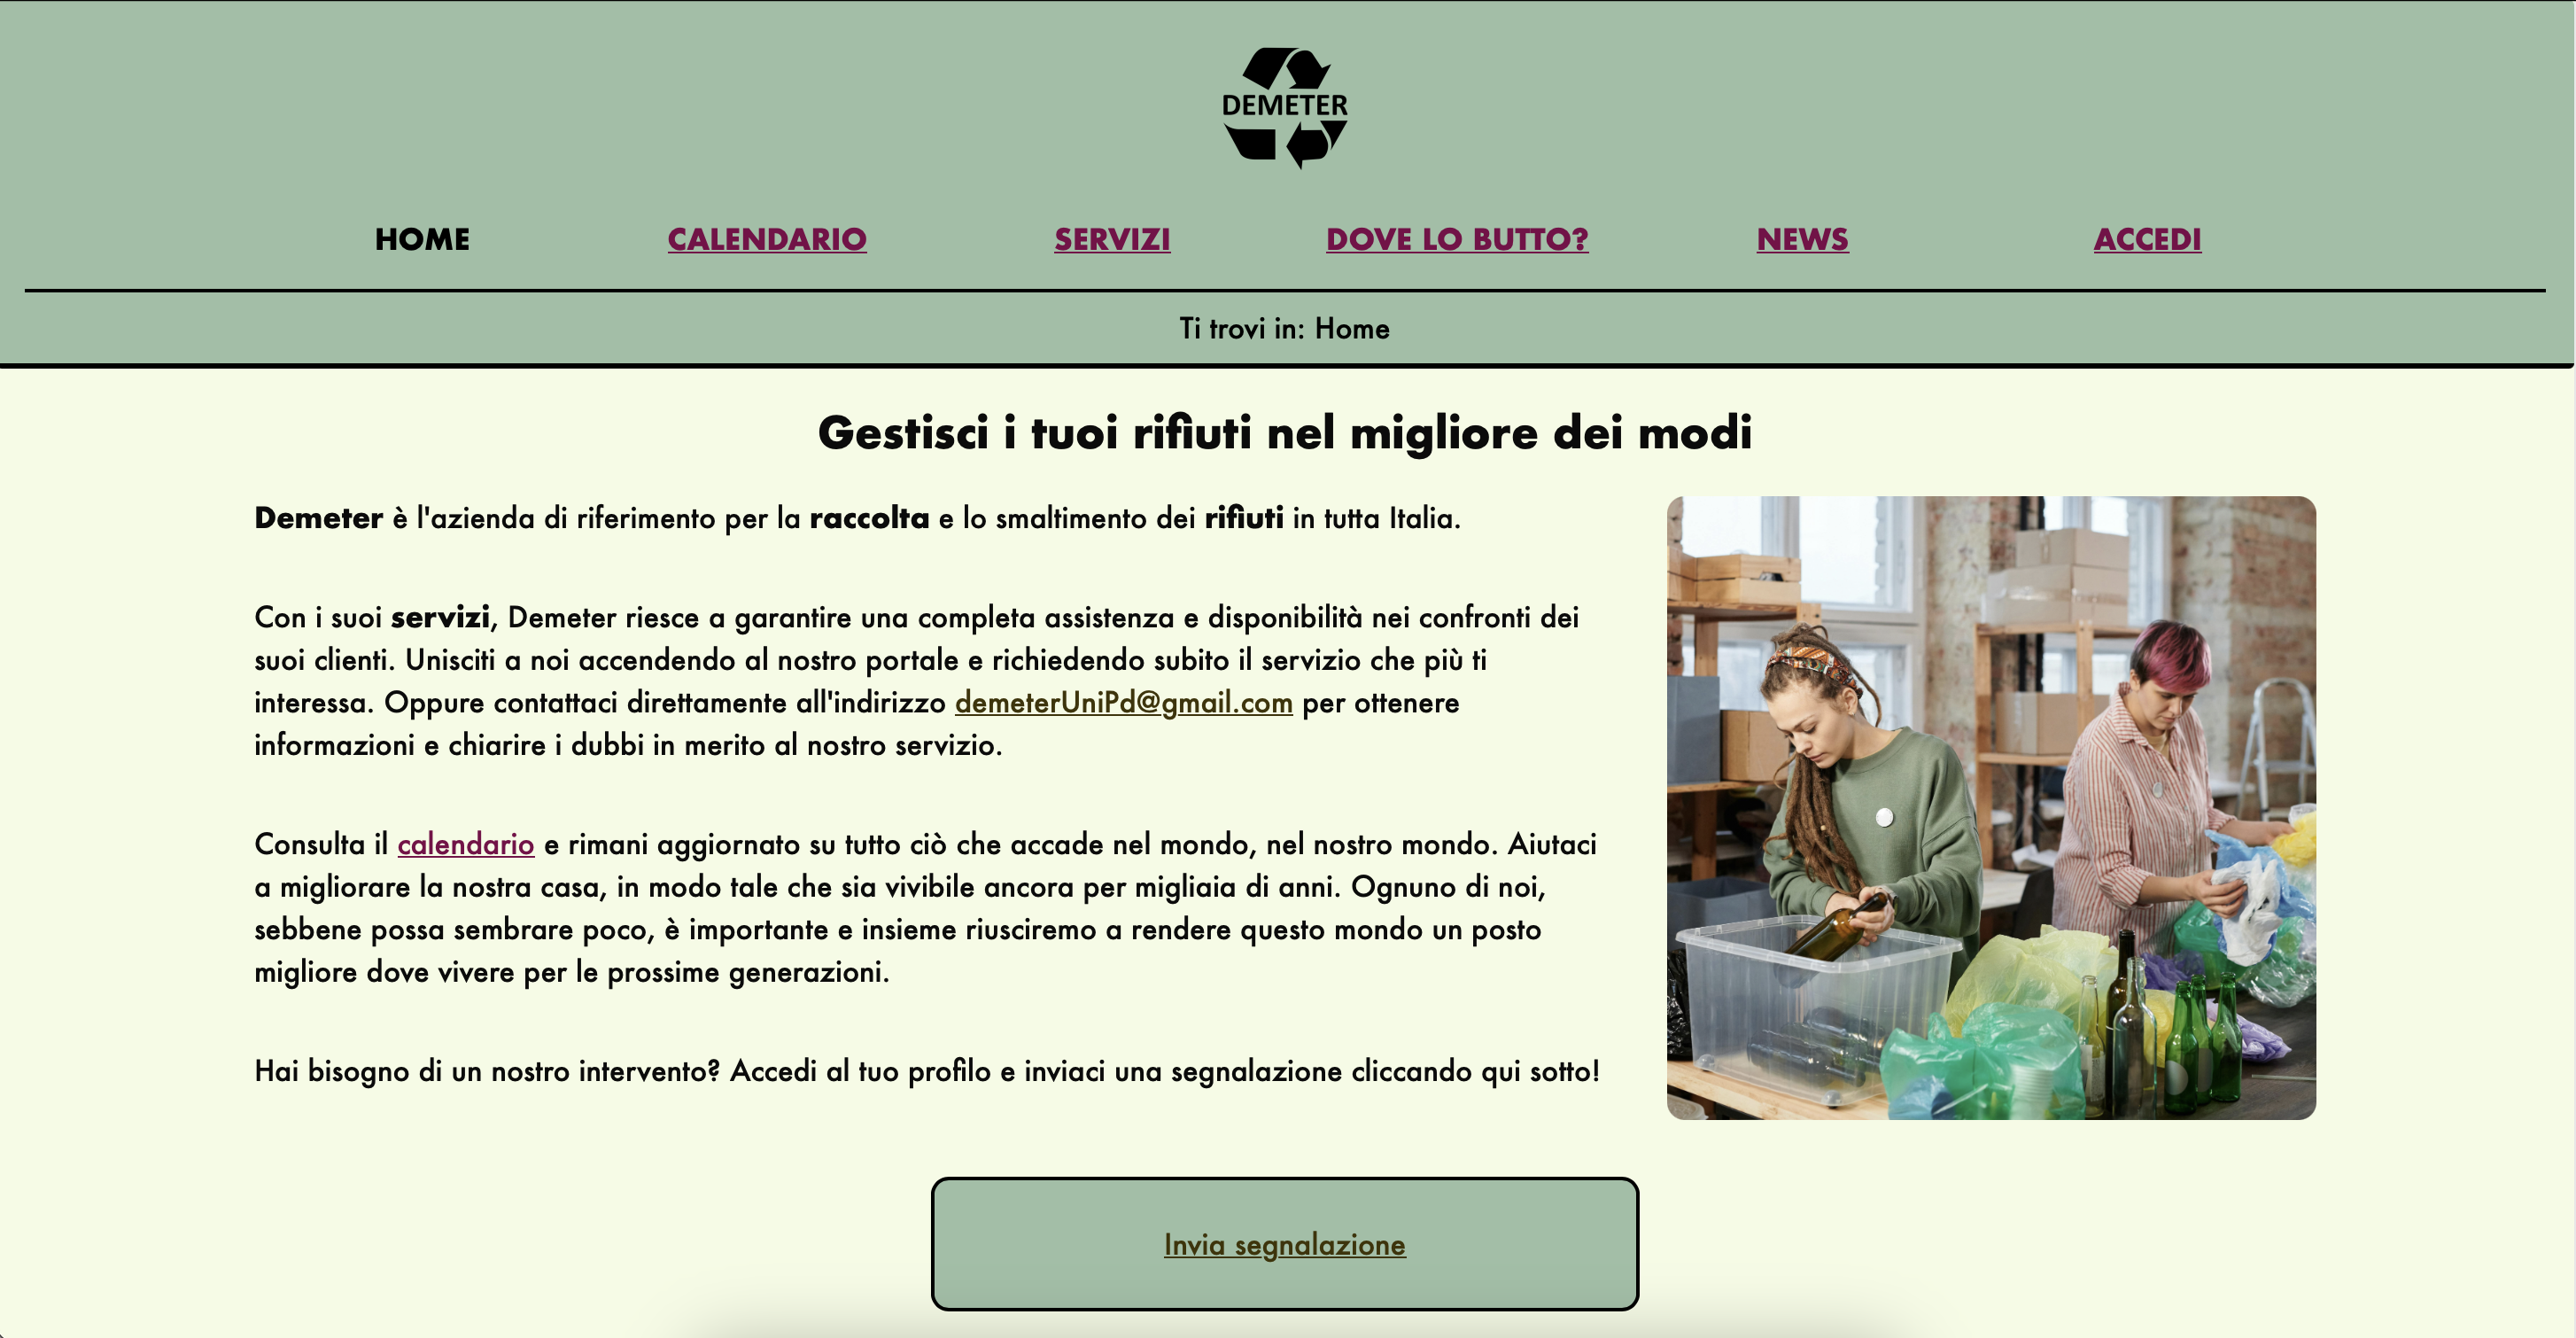 DEMETER
HOME CALENDARIO SERVIZI DOVE LO BUTTO? NEWS ACCEDI
Ti trovi in: Home
Gestisci i tuoi rifiuti nel migliore dei modi
Demeter è l'azienda di riferimento per la raccolta e lo smaltimento dei rifiuti in tutta Italia.
Con i suoi servizi, Demeter riesce a garantire una completa assistenza e disponibilità nei confronti dei
suoi clienti. Unisciti a noi accendendo al nostro portale e richiedendo subito il servizio che più ti
interessa. Oppure contattaci direttamente all'indirizzo demeterUniPd@gmail.com per ottenere
informazioni e chiarire i dubbi in merito al nostro servizio.
Consulta il calendario e rimani aggiornato su tutto ciò che accade nel mondo, nel nostro mondo. Aiutaci
a migliorare la nostra casa, in modo tale che sia vivibile ancora per migliaia di anni. Ognuno di noi,
sebbene possa sembrare poco, è importante e insieme riusciremo a rendere questo mondo un posto
migliore dove vivere per le prossime generazioni.
Hai bisogno di un nostro intervento? Accedi al tuo profilo e inviaci una segnalazione cliccando qui sotto!
Invia segnalazione